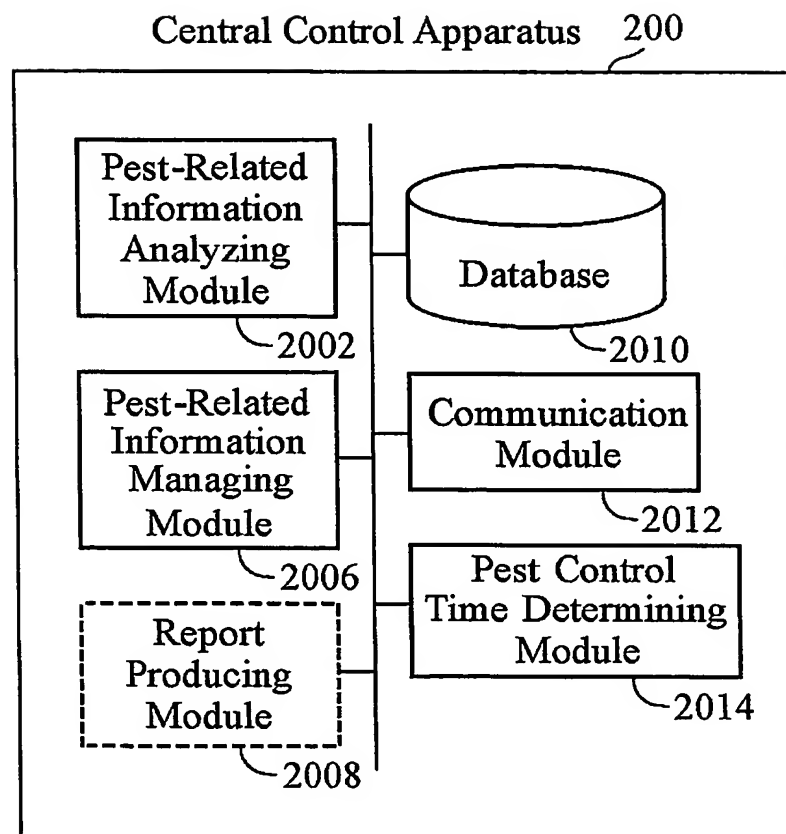 Central Control Apparatus 200
Pest-Related
Information
Analyzing
Module
2002
Database
2010
Pest-Related
Information
Managing
Module
2006
Communication
Module
2012
Report
Producing
Module
2008
Pest Control
Time Determining
Module
2014